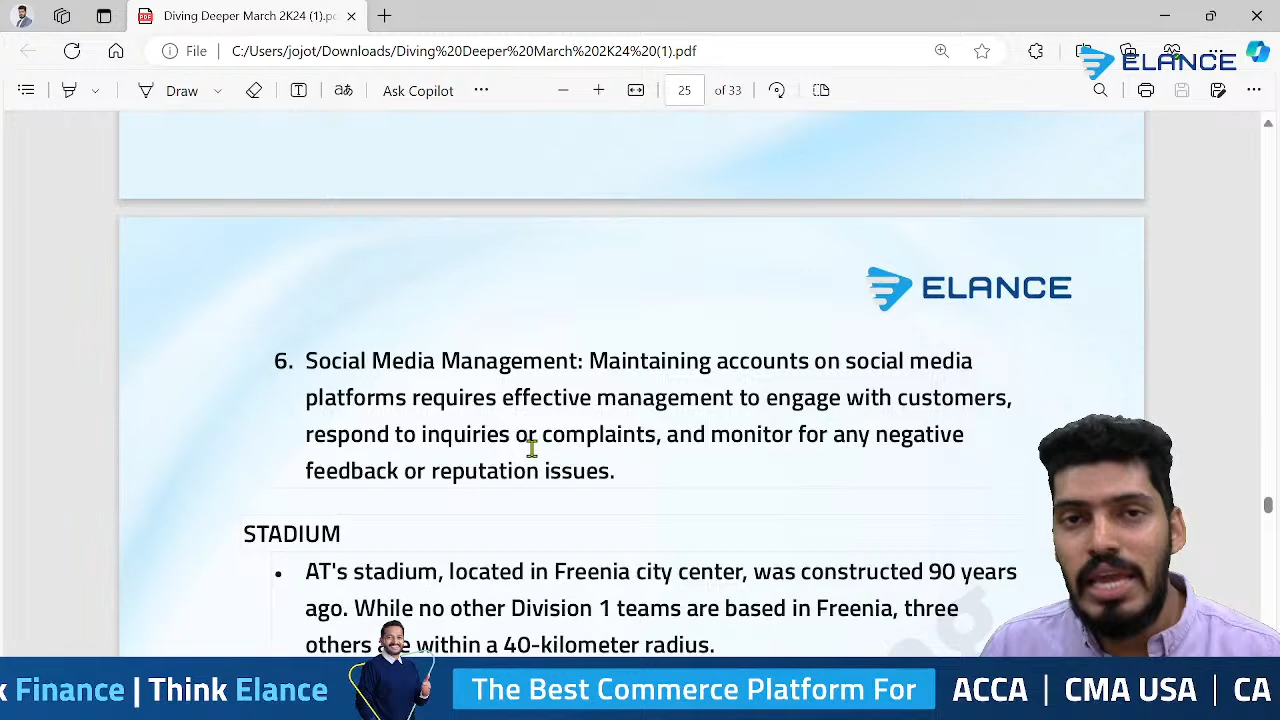 Diving Deeper March 2K24 (1).pdf
File
C:/Users/jojot/Downloads/Diving%20Deeper%20March%202K24%20(1).pdf
ELANCE
Draw
Ask Copilot
25
of 33
ELANCE
6. Social Media Management: Maintaining accounts on social media
platforms requires effective management to engage with customers,
respond to inquiries or complaints, and monitor for any negative
feedback or reputation issues.
STADIUM
• AT's stadium, located in Freenia city center, was constructed 90 years
ago. While no other Division 1 teams are based in Freenia, three
others are within a 40-kilometer radius.
k Finance | Think Elance
The Best Commerce Platform For
ACCA | CMA USA | CA